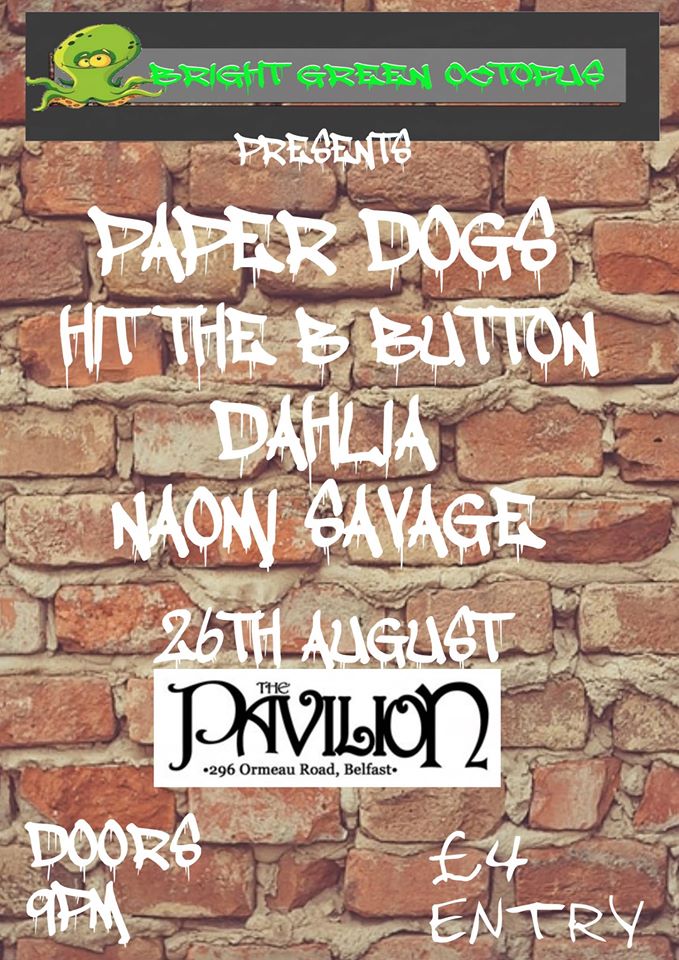 BRIGHT GREEN OCTOPUS
PRESENTS
PAPER DOGS
HIT THE B BUTTON
DAHLIA
NAOMI SAVAGE
26TH AUGUST
THE
PAVILION
•296 Ormeau Road, Belfast•
DOORS
9PM
£4
ENTRY